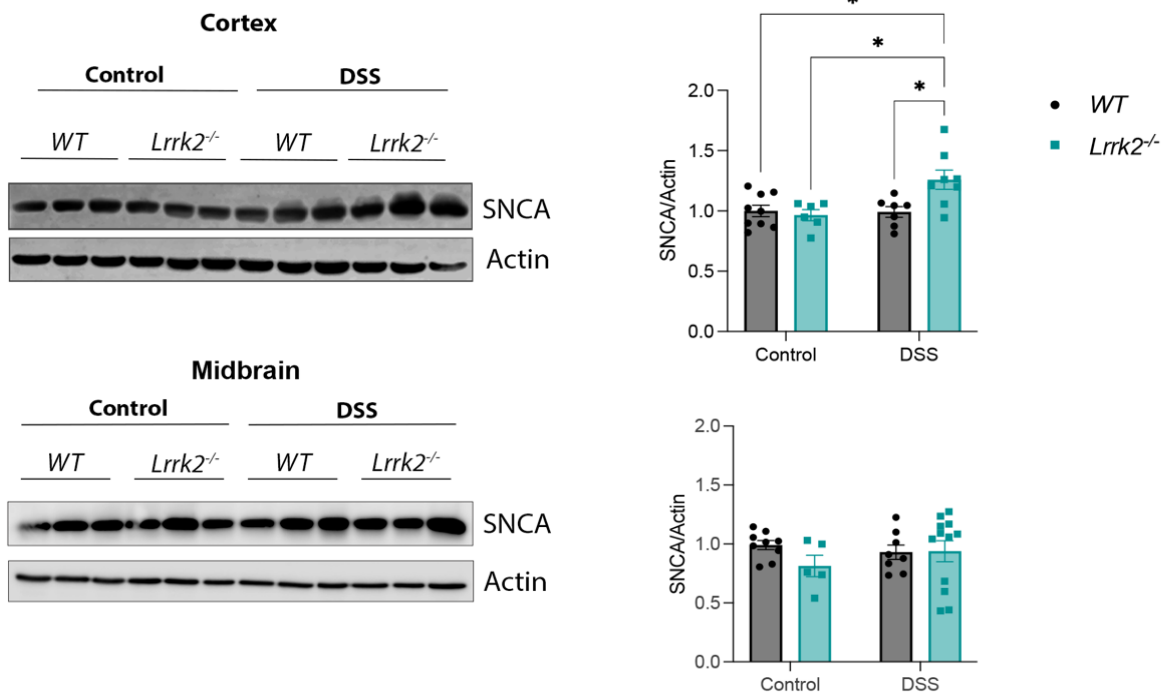 Cortex
Control DSS
WT Lrrk2-/- WT Lrrk2-/-
SNCA
Actin
*
*
*
2.0
1.5
1.0
0.5
0.0
SNCA/Actin
Control DSS
WT
Lrrk2-/-
Midbrain
Control DSS
WT Lrrk2-/- WT Lrrk2-/-
SNCA
Actin
2.0
1.5
1.0
0.5
0.0
SNCA/Actin
Control DSS